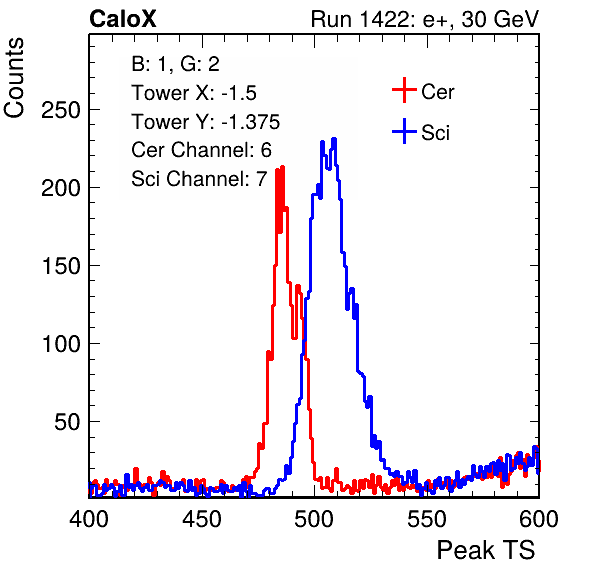 CaloX
Run 1422: e+, 30 GeV
Counts
B: 1, G: 2
Tower X: -1.5
Tower Y: -1.375
Cer Channel: 6
Sci Channel: 7
Cer
Sci
250
200
150
100
50
400 450 500 550 600
Peak TS